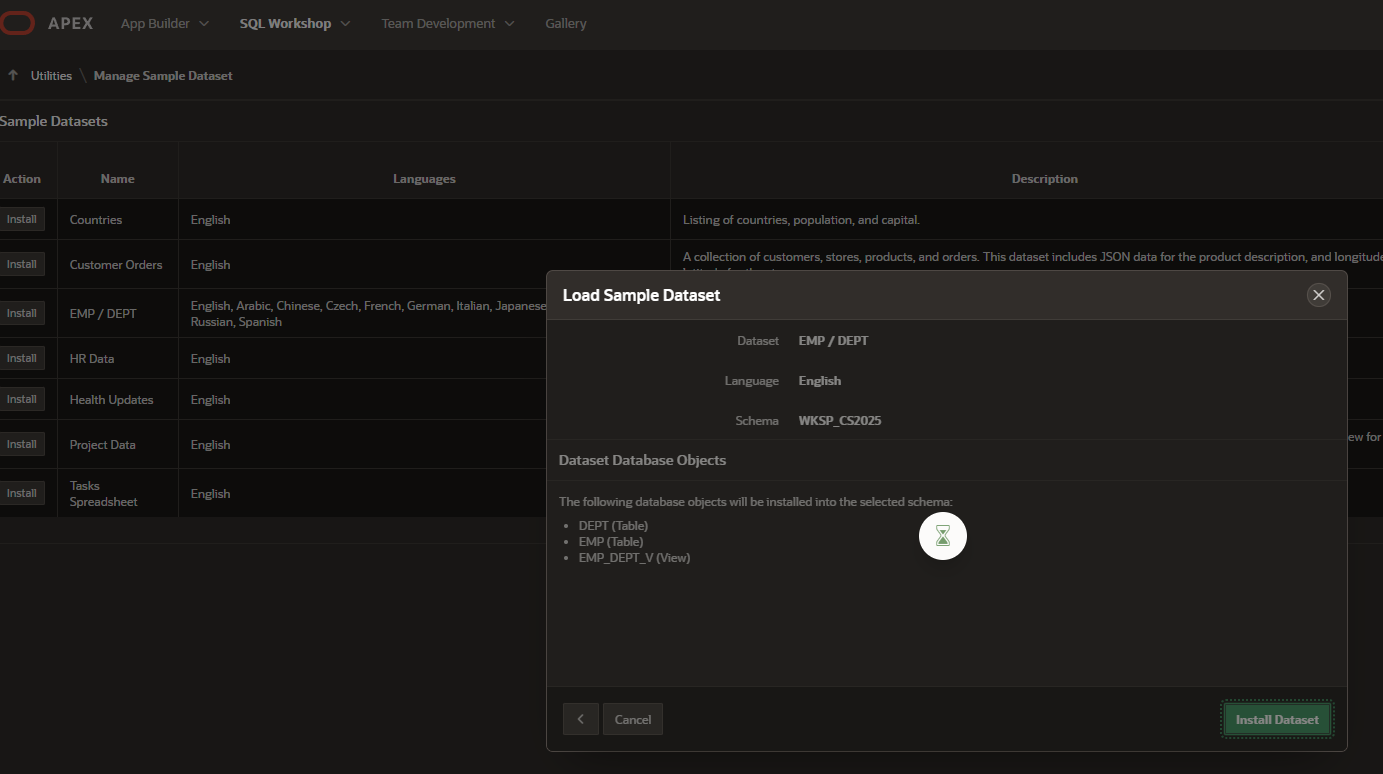 APEX App Builder SQL Workshop Team Development Gallery
Utilities \ Manage Sample Dataset
Sample Datasets
Action Name Languages Description
Install Countries English Listing of countries, population, and capital.
Install Customer Orders English A collection of customers, stores, products, and orders. This dataset includes JSON data for the product description, and longitude
Install EMP / DEPT English, Arabic, Chinese, Czech, French, German, Italian, Japanese
Russian, Spanish
Install HR Data English
Install Health Updates English
Install Project Data English ew for
Install Tasks
Spreadsheet English
Load Sample Dataset
Dataset EMP / DEPT
Language English
Schema WKSP_CS2025
Dataset Database Objects
The following database objects will be installed into the selected schema:
• DEPT (Table)
• EMP (Table)
• EMP_DEPT_V (View)
< Cancel Install Dataset